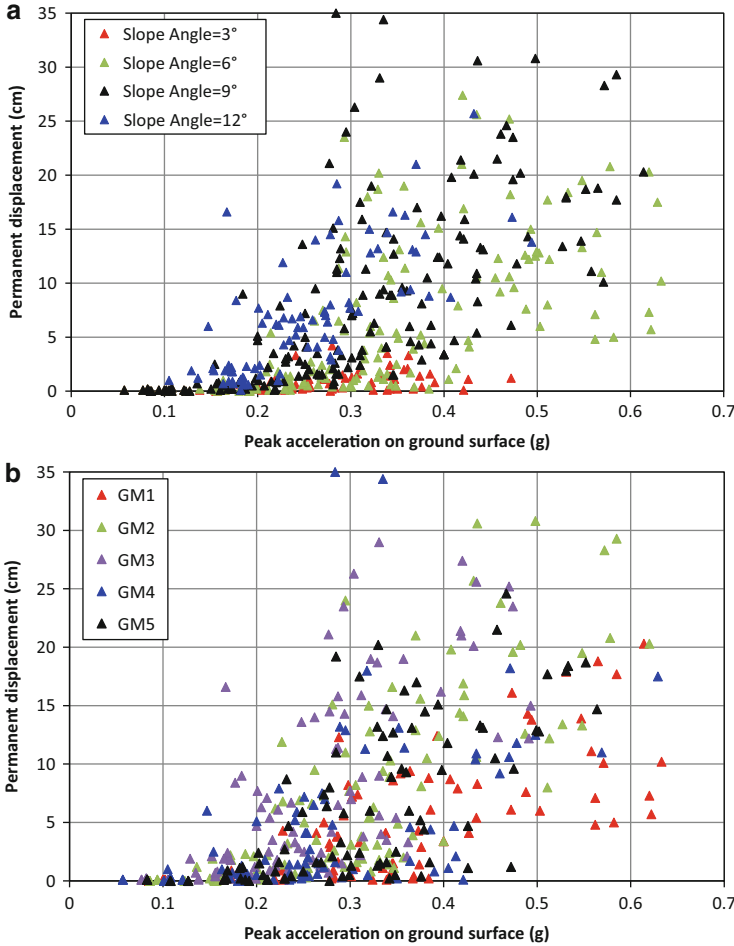 a
35
30
25
20
15
10
5
0
Permanent displacement (cm)
Slope Angle=3°
Slope Angle=6°
Slope Angle=9°
Slope Angle=12°
0 0.1 0.2 0.3 0.4 0.5 0.6 0.7
Peak acceleration on ground surface (g)
b
35
30
25
20
15
10
5
0
Permanent displacement (cm)
GM1
GM2
GM3
GM4
GM5
0 0.1 0.2 0.3 0.4 0.5 0.6 0.7
Peak acceleration on ground surface (g)